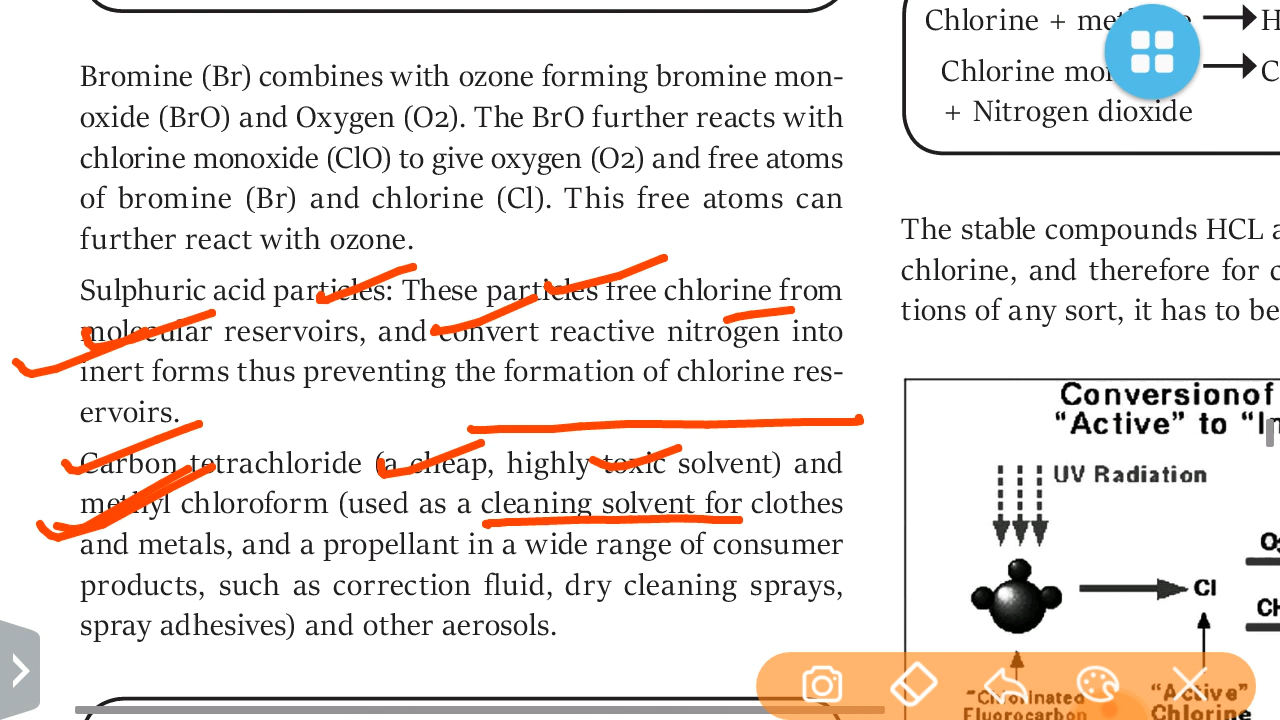 Bromine (Br) combines with ozone forming bromine mon-
oxide (BrO) and Oxygen (O2). The BrO further reacts with
chlorine monoxide (ClO) to give oxygen (O2) and free atoms
of bromine (Br) and chlorine (Cl). This free atoms can
further react with ozone.
Sulphuric acid particles: These particles free chlorine from
molecular reservoirs, and convert reactive nitrogen into
inert forms thus preventing the formation of chlorine res-
ervoirs.
Carbon tetrachloride (a cheap, highly toxic solvent) and
methyl chloroform (used as a cleaning solvent for clothes
and metals, and a propellant in a wide range of consumer
products, such as correction fluid, dry cleaning sprays,
spray adhesives) and other aerosols.
Chlorine +
Chlorine
+ Nitrogen dioxide
The stable compounds HCL
chlorine, and therefore for
tions of any sort, it has to be
Conversionof
"Active" to
UV Radiation
Cl
"Chlorinated
Fluorocarbon
"Active"
Chlorine